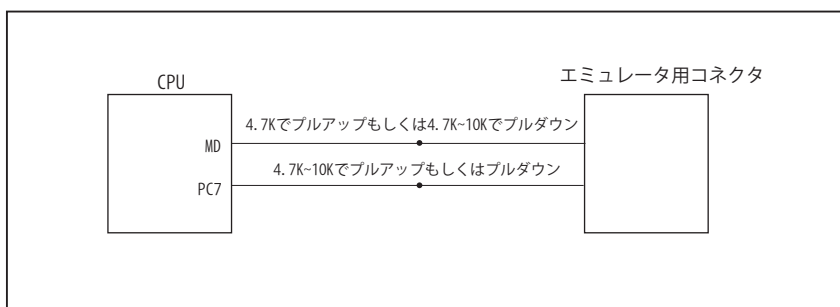 CPU
エミュレータ用コネクタ
4.7Kでプルアップもしくは4.7K~10Kでプルダウン
MD
4.7K~10Kでプルアップもしくはプルダウン
PC7